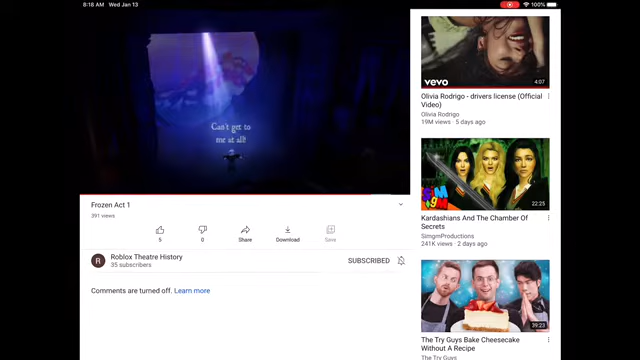 8:16 AM Wed Jan 13
100%
Can't get to
me at all!
Frozen Act 1
391 views
5
0
Share
Download
Save
R
Roblox Theatre History
35 subscribers
SUBSCRIBED
Comments are turned off. Learn more
vevo
4:07
Olivia Rodrigo - drivers license (Official
Video)
Olivia Rodrigo
19M views · 5 days ago
22:25
Kardashians And The Chamber Of
Secrets
SimgmProductions
241K views · 2 days ago
39:23
The Try Guys Bake Cheesecake
Without A Recipe
The Try Guys